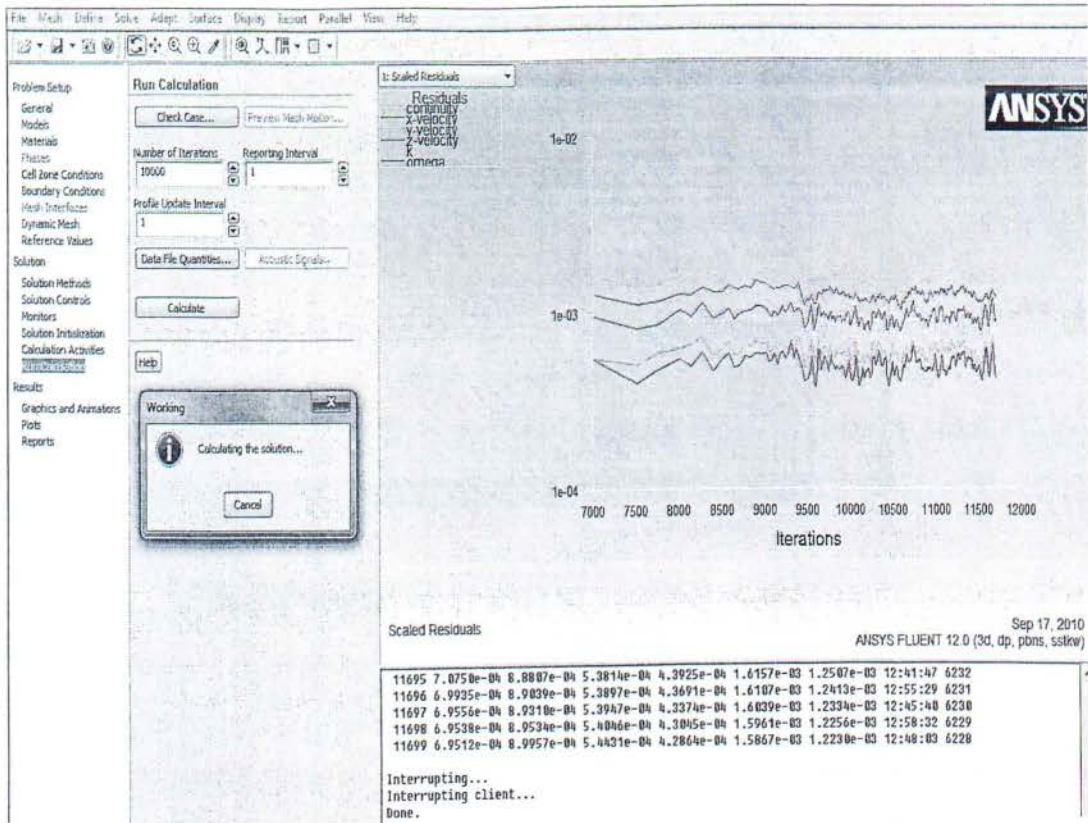 File Mesh Define Solve Adapt Surface Display Report Parallel View Help
Problem Setup
General
Models
Materials
Phases
Cell Zone Conditions
Boundary Conditions
Mesh Interfaces
Dynamic Mesh
Reference Values
Solution
Solution Methods
Solution Controls
Monitors
Solution Initialization
Calculation Activities
Results
Graphics and Animations
Plots
Reports
Run Calculation
Check Case... Preview Mesh Motion...
Number of Iterations Reporting Interval
10000 1
Profile Update Interval
1
Data File Quantities... Acoustic Signals...
Calculate
Help
Working
Calculating the solution...
Cancel
1: Scaled Residuals
Residuals
continuity
x-velocity
y-velocity
z-velocity
k
omega
ANSYS
1e-02
1e-03
1e-04
7000 7500 8000 8500 9000 9500 10000 10500 11000 11500 12000
Iterations
Scaled Residuals
Sep 17, 2010
ANSYS FLUENT 12.0 (3d, dp, pbns, sstkw)
11695 7.0750e-04 8.8807e-04 5.3814e-04 4.3925e-04 1.6157e-03 1.2507e-03 12:41:47 6232
11696 6.9935e-04 8.9039e-04 5.3897e-04 4.3691e-04 1.6107e-03 1.2413e-03 12:55:29 6231
11697 6.9556e-04 8.9310e-04 5.3947e-04 4.3374e-04 1.6039e-03 1.2334e-03 12:45:40 6230
11698 6.9538e-04 8.9534e-04 5.4046e-04 4.3045e-04 1.5961e-03 1.2256e-03 12:58:32 6229
11699 6.9512e-04 8.9957e-04 5.4431e-04 4.2864e-04 1.5867e-03 1.2230e-03 12:48:03 6228
Interrupting...
Interrupting client...
Done.